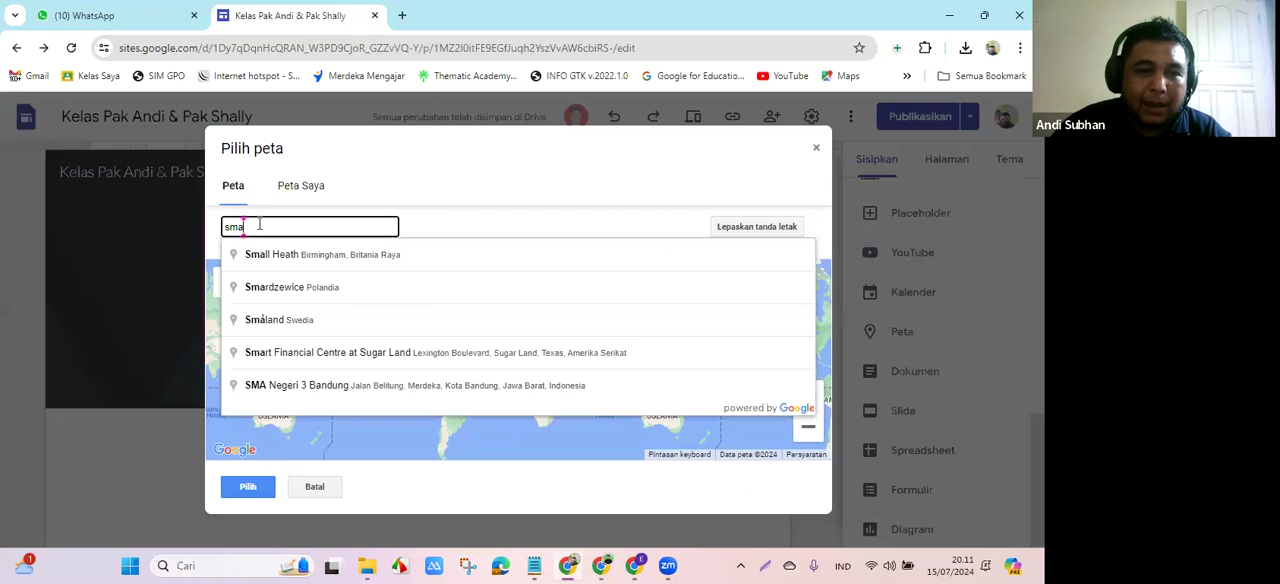 (10) WhatsApp
Kelas Pak Andi & Pak Shally
sites.google.com/d/1Dy7qDqnHcQRAN_W3PD9CjoR_GZZvVQ-Y/p/1MZ2I0itFE9EGfJuqh2YszVvAW6cbiRS-/edit
Gmail
Kelas Saya
SIM GPO
Internet hotspot - S...
Merdeka Mengajar
Thematic Academy...
INFO GTK v.2022.1.0
Google for Educatio...
YouTube
Maps
Semua Bookmark
Kelas Pak Andi & Pak Shally
Semua perubahan telah disimpan di Drive
Publikasikan
Andi Subhan
Kelas Pak Andi & Pak S
Pilih peta
Peta
Peta Saya
sma
Lepaskan tanda letak
Small Heath Birmingham, Britania Raya
Smardzewice Polandia
Småland Swedia
Smart Financial Centre at Sugar Land Lexington Boulevard, Sugar Land, Texas, Amerika Serikat
SMA Negeri 3 Bandung Jalan Belitung, Merdeka, Kota Bandung, Jawa Barat, Indonesia
powered by Google
Google
Pintasan keyboard
Data peta ©2024
Persyaratan
Pilih
Batal
Sisipkan
Halaman
Tema
Placeholder
YouTube
Kalender
Peta
Dokumen
Slide
Spreadsheet
Formulir
Diagram
1
Cari
IND
20.11
15/07/2024